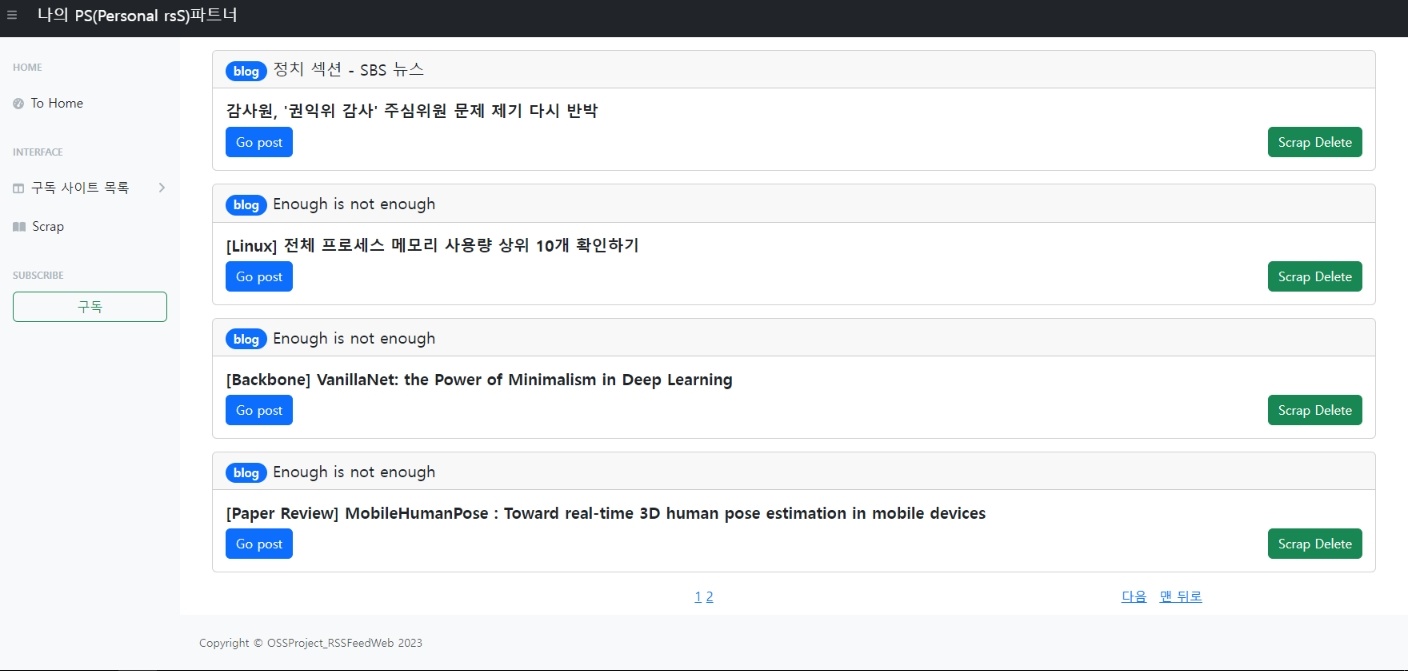 나의 PS(Personal rsS)파트너
HOME
To Home
INTERFACE
구독 사이트 목록
Scrap
SUBSCRIBE
구독
blog 정치 섹션 - SBS 뉴스
감사원, '권익위 감사' 주심위원 문제 제기 다시 반박
Go post Scrap Delete
blog Enough is not enough
[Linux] 전체 프로세스 메모리 사용량 상위 10개 확인하기
Go post Scrap Delete
blog Enough is not enough
[Backbone] VanillaNet: the Power of Minimalism in Deep Learning
Go post Scrap Delete
blog Enough is not enough
[Paper Review] MobileHumanPose : Toward real-time 3D human pose estimation in mobile devices
Go post Scrap Delete
1 2 다음 맨 뒤로
Copyright © OSSProject_RSSFeedWeb 2023